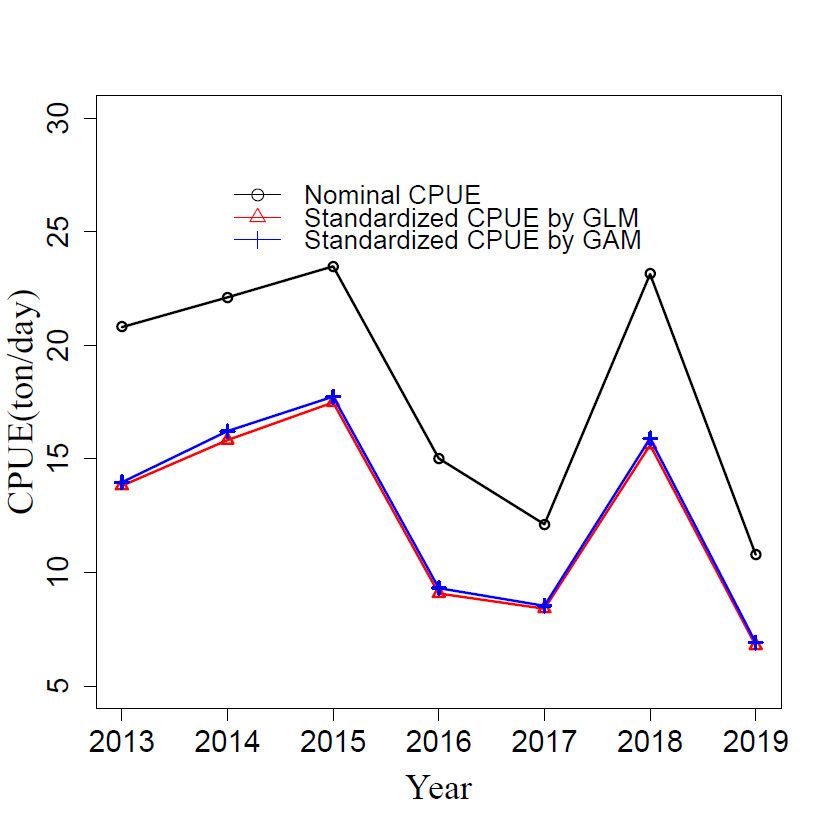 30
25
20
15
10
5
CPUE(ton/day)
Nominal CPUE
Standardized CPUE by GLM
Standardized CPUE by GAM
2013 2014 2015 2016 2017 2018 2019
Year